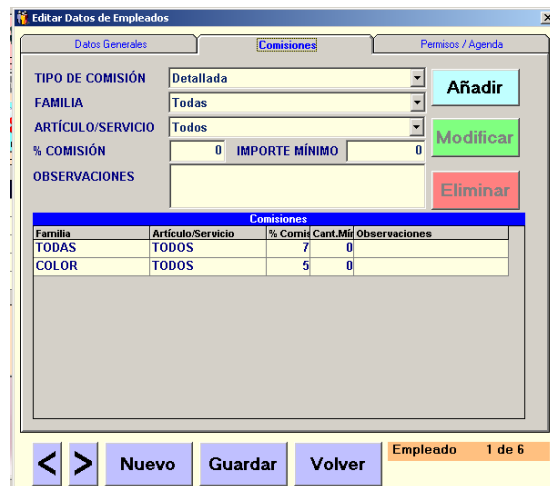 Editar Datos de Empleados
Datos Generales Comisiones Permisos / Agenda
TIPO DE COMISIÓN Detallada Añadir
FAMILIA Todas
ARTÍCULO/SERVICIO Todos Modificar
% COMISIÓN 0 IMPORTE MÍNIMO 0
OBSERVACIONES Eliminar
Comisiones
Familia Artículo/Servicio % Comis Cant.Mír Observaciones
TODAS TODOS 7 0
COLOR TODOS 5 0
< > Nuevo Guardar Volver Empleado 1 de 6